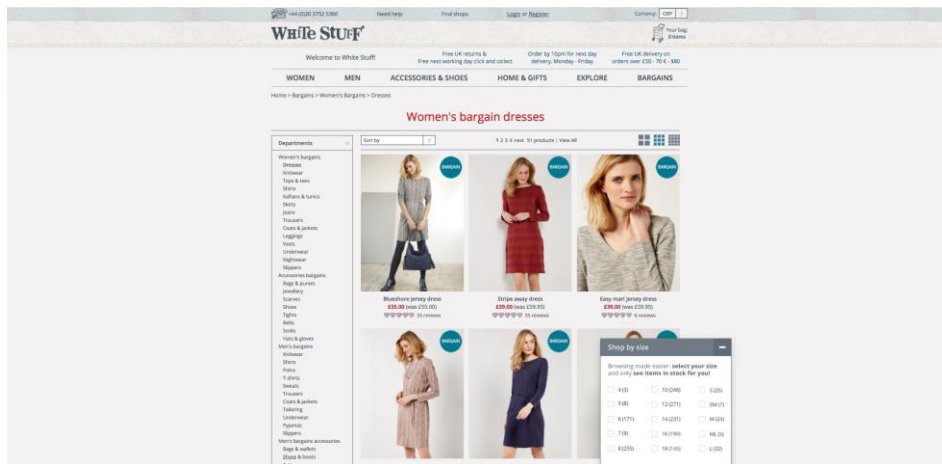 +44 (0)20 3752 5360 Need help Find shops Login or Register Currency: GBP >
WHITE STUFF
Your bag:
0 items
Welcome to White Stuff!
Free UK returns &
Free next working day click and collect
Order by 10pm for next day
delivery, Monday - Friday
Free UK delivery on
orders over £50 - 70 € - $80
WOMEN MEN ACCESSORIES & SHOES HOME & GIFTS EXPLORE BARGAINS
Home > Bargains > Women's Bargains > Dresses
Women's bargain dresses
Departments
Sort by >
1 2 3 4 next 91 products | View All
Women's bargains
Dresses
Knitwear
Tops & tees
Shirts
Kaftans & tunics
Skirts
Jeans
Trousers
Coats & jackets
Leggings
Vests
Underwear
Nightwear
Slippers
Accessories bargains
Bags & purses
Jewellery
Scarves
Shoes
Tights
Belts
Socks
Hats & gloves
Men's bargains
Knitwear
Shirts
Polos
T-shirts
Sweats
Trousers
Coats & jackets
Tailoring
Underwear
Pyjamas
Slippers
Men's bargains accessories
Bags & wallets
Shoes & boots
BARGAIN
BARGAIN
BARGAIN
Blueshore jersey dress
£35.00 (was £55.00)
35 reviews
Stripe away dress
£39.00 (was £59.95)
35 reviews
Easy marl jersey dress
£39.00 (was £59.95)
6 reviews
BARGAIN
BARGAIN
Shop by size
Browsing made easier: select your size
and only see items in stock for you!
4 (3) 10 (248) S (25)
5 (8) 12 (271) SM (7)
6 (171) 14 (231) M (24)
7 (9) 16 (194) ML (5)
8 (255) 18 (145) L (32)